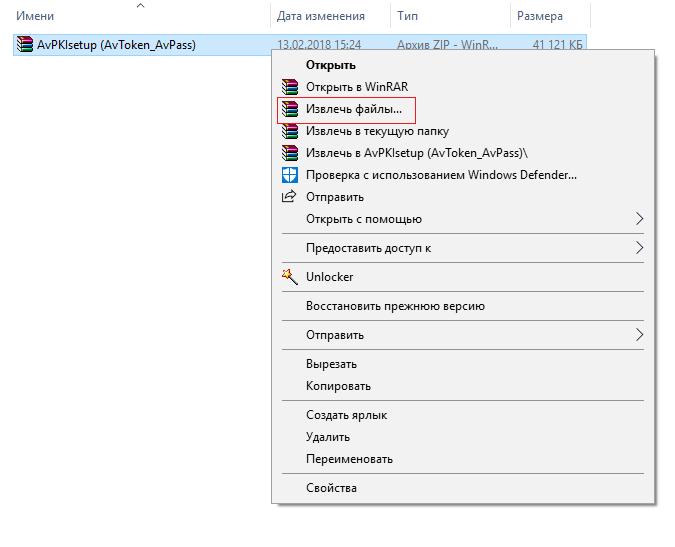 Имени Дата изменения Тип Размера
AvPKIsetup (AvToken_AvPass) 13.02.2018 15:24 Архив ZIP - WinR... 41 121 КБ
Открыть
Открыть в WinRAR
Извлечь файлы...
Извлечь в текущую папку
Извлечь в AvPKIsetup (AvToken_AvPass)\
Проверка с использованием Windows Defender...
Отправить
Открыть с помощью
Предоставить доступ к
Unlocker
Восстановить прежнюю версию
Отправить
Вырезать
Копировать
Создать ярлык
Удалить
Переименовать
Свойства